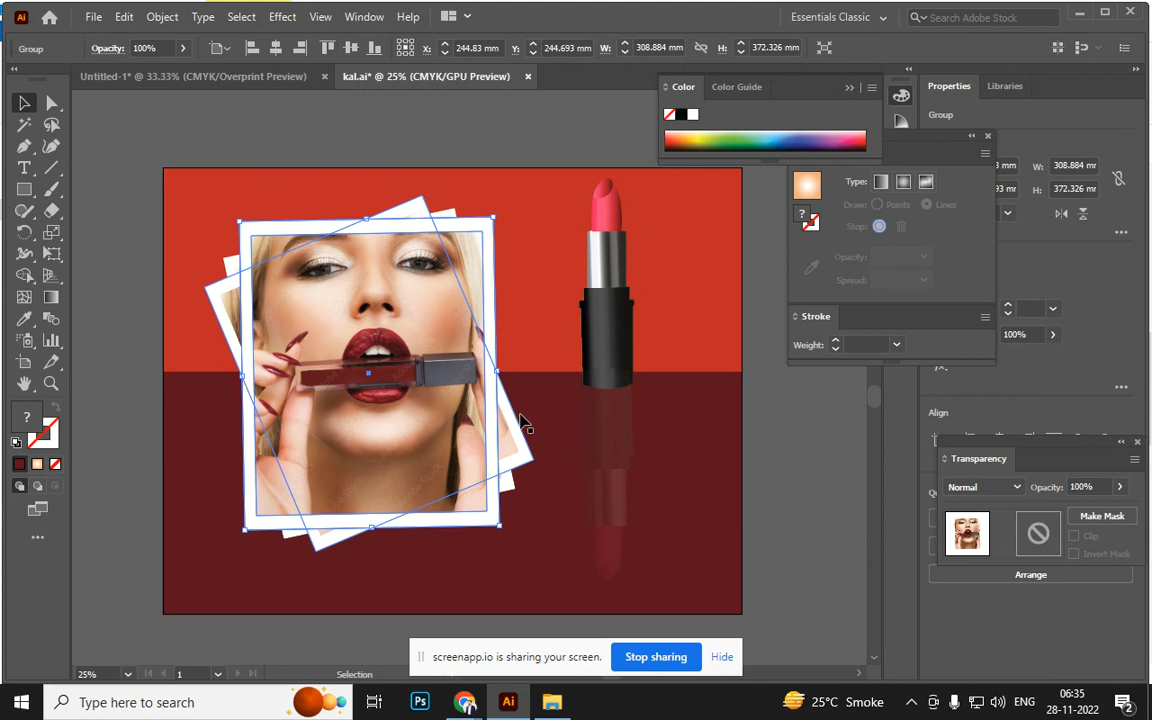 Ai File Edit Object Type Select Effect View Window Help Essentials Classic Search Adobe Stock
Group Opacity: 100% X: 244.83 mm Y: 244.693 mm W: 308.884 mm H: 372.326 mm
Untitled-1* @ 33.33% (CMYK/Overprint Preview) × kal.ai* @ 25% (CMYK/GPU Preview) ×
Color Color Guide
Properties Libraries
Group
W: 308.884 mm
H: 372.326 mm
Type:
Draw: Points Lines
Stop:
Opacity:
Spread:
Stroke
Weight:
100%
Align
Transparency
Normal Opacity: 100%
Make Mask
Clip
Invert Mask
Arrange
25% 1 Selection
screenapp.io is sharing your screen. Stop sharing Hide
Type here to search Ps Ai 25°C Smoke ENG 06:35
28-11-2022 2